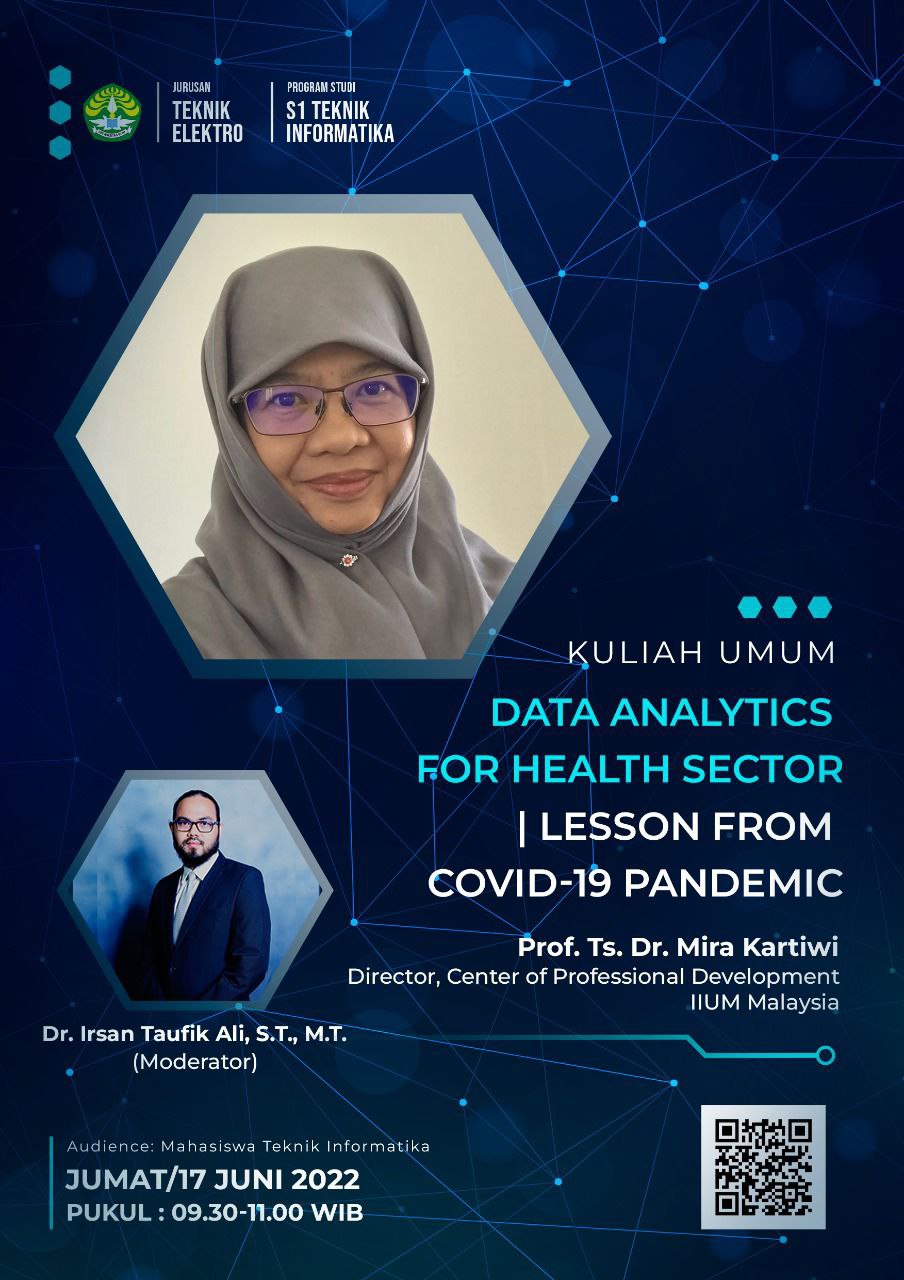 JURUSAN
TEKNIK
ELEKTRO
PROGRAM STUDI
S1 TEKNIK
INFORMATIKA
KULIAH UMUM
DATA ANALYTICS
FOR HEALTH SECTOR
| LESSON FROM
COVID-19 PANDEMIC
Prof. Ts. Dr. Mira Kartiwi
Director, Center of Professional Development
IIUM Malaysia
Dr. Irsan Taufik Ali, S.T., M.T.
(Moderator)
Audience: Mahasiswa Teknik Informatika
JUMAT/17 JUNI 2022
PUKUL : 09.30-11.00 WIB